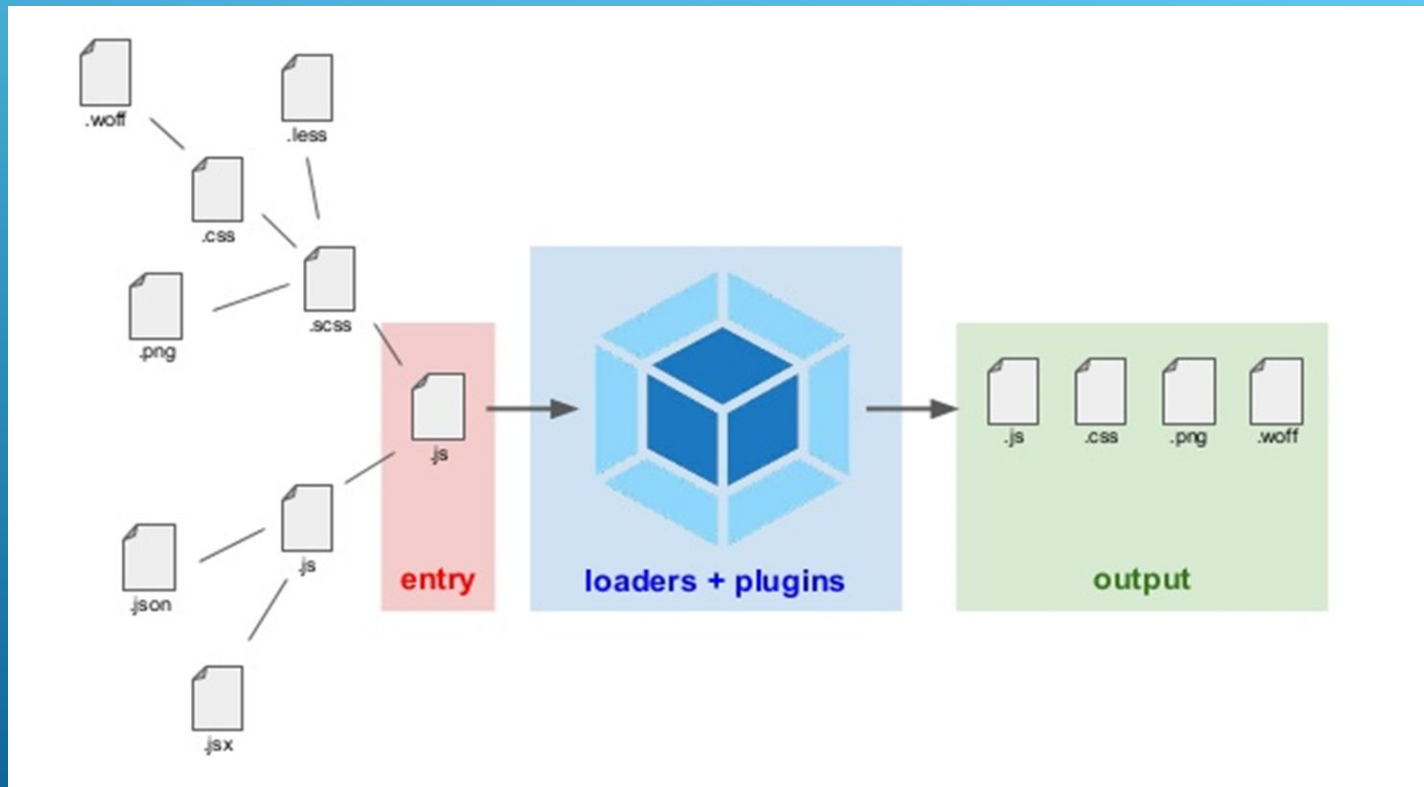 .woff
.less
.css
.scss
.png
.js
.js
.json
.jsx
entry
loaders + plugins
.js
.css
.png
.woff
output